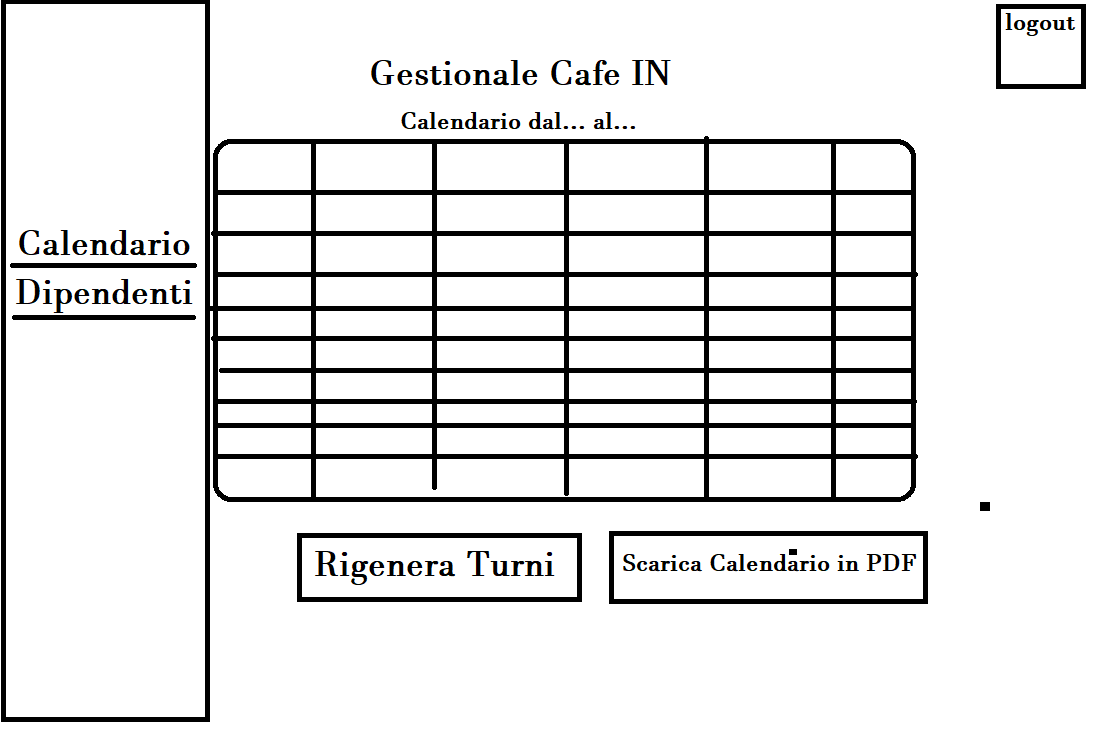 logout
Gestionale Cafe IN
Calendario dal... al...
Calendario
Dipendenti
Rigenera Turni
Scarica Calendario in PDF